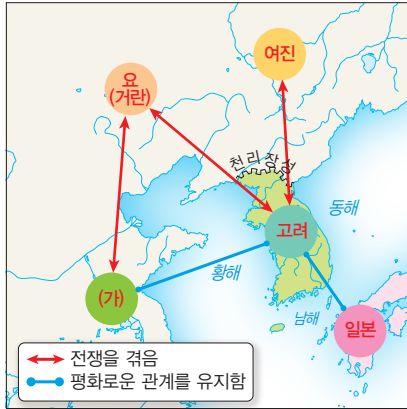 여진
요
(거란)
천리장성
동해
고려
(가)
황해
남해
일본
전쟁을 겪음
평화로운 관계를 유지함